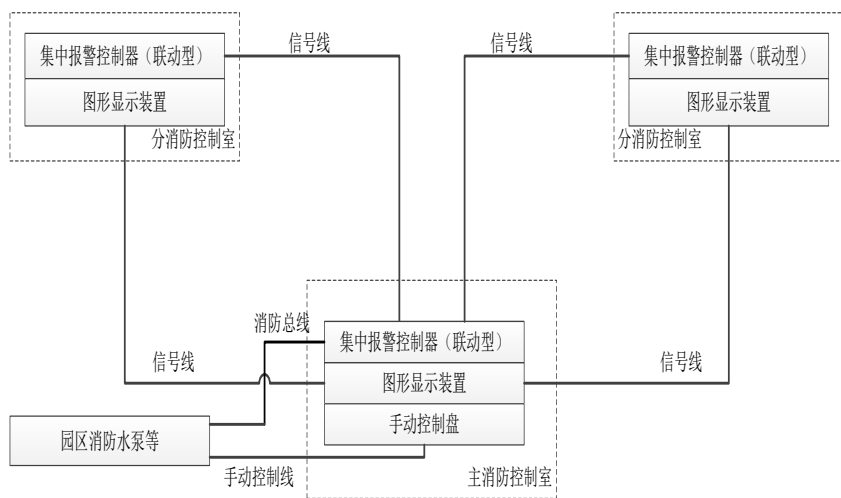 信号线
信号线
集中报警控制器（联动型）
图形显示装置
分消防控制室
集中报警控制器（联动型）
图形显示装置
分消防控制室
消防总线
集中报警控制器（联动型）
信号线
图形显示装置
信号线
手动控制盘
园区消防水泵等
手动控制线
主消防控制室